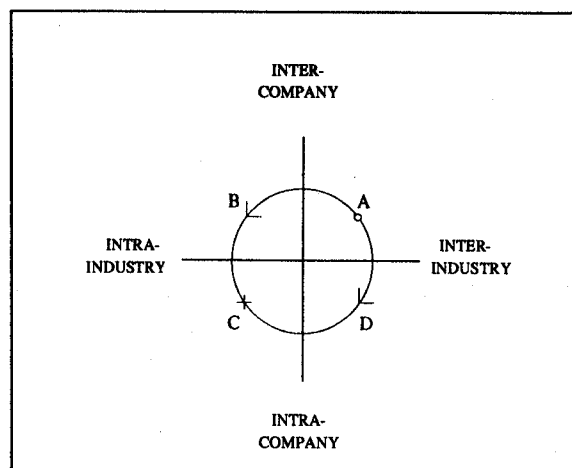 INTER-
COMPANY
B
A
INTRA-
INDUSTRY
INTER-
INDUSTRY
C
D
INTRA-
COMPANY